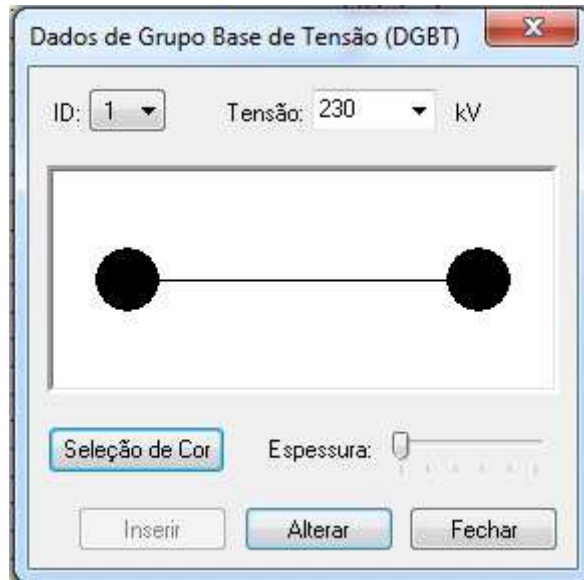 Dados de Grupo Base de Tensão (DGBT)
ID: 1 Tensão: 230 kV
Seleção de Cor Espessura:
Inserir Alterar Fechar